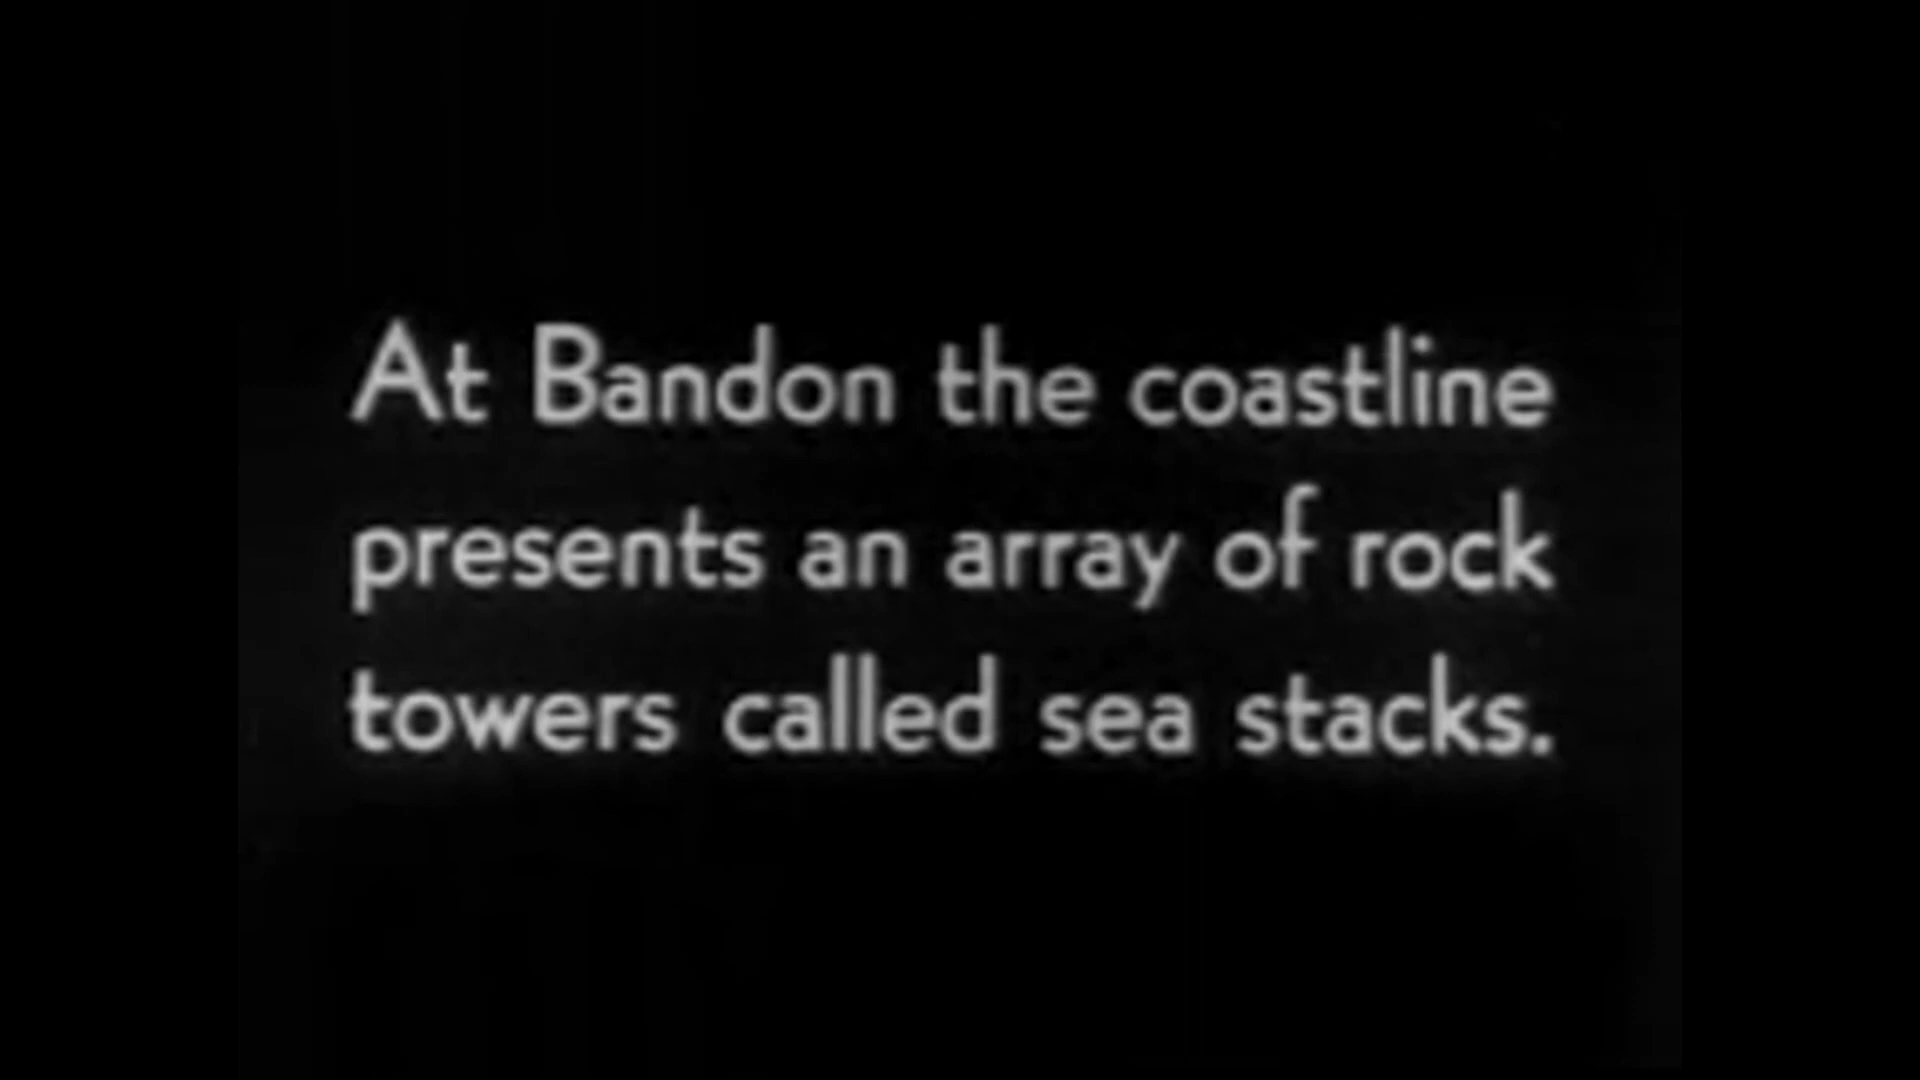 At Bandon the coastline
presents an array of rock
towers called sea stacks.